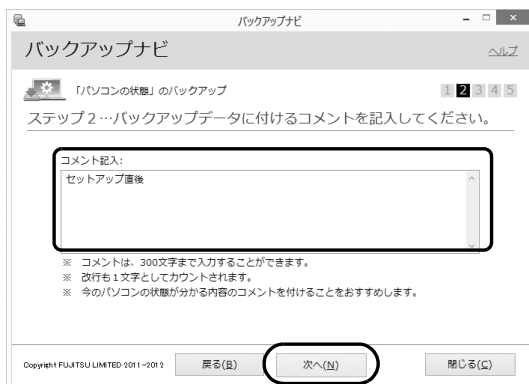 バックアップナビ
バックアップナビ
ヘルプ
「パソコンの状態」のバックアップ
1 2 3 4 5
ステップ2…バックアップデータに付けるコメントを記入してください。
コメント記入:
セットアップ直後
※ コメントは、300文字まで入力することができます。
※ 改行も1文字としてカウントされます。
※ 今のパソコンの状態が分かる内容のコメントを付けることをおすすめします。
Copyright FUJITSU LIMITED 2011-2012
戻る(B)
次へ(N)
閉じる(C)